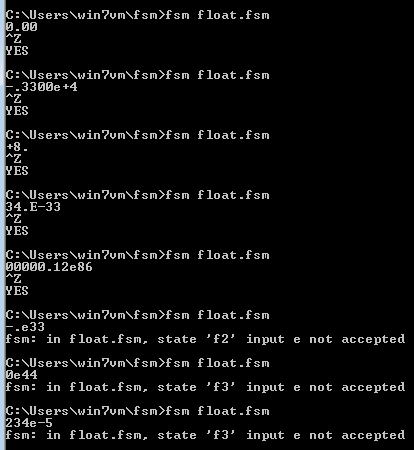 C:\Users\win7vm\fsm>fsm float.fsm
0.00
^Z
YES
C:\Users\win7vm\fsm>fsm float.fsm
-.3300e+4
^Z
YES
C:\Users\win7vm\fsm>fsm float.fsm
+8.
^Z
YES
C:\Users\win7vm\fsm>fsm float.fsm
34.E-33
^Z
YES
C:\Users\win7vm\fsm>fsm float.fsm
00000.12e86
^Z
YES
C:\Users\win7vm\fsm>fsm float.fsm
-.e33
fsm: in float.fsm, state 'f2' input e not accepted
C:\Users\win7vm\fsm>fsm float.fsm
0e44
fsm: in float.fsm, state 'f3' input e not accepted
C:\Users\win7vm\fsm>fsm float.fsm
234e-5
fsm: in float.fsm, state 'f3' input e not accepted